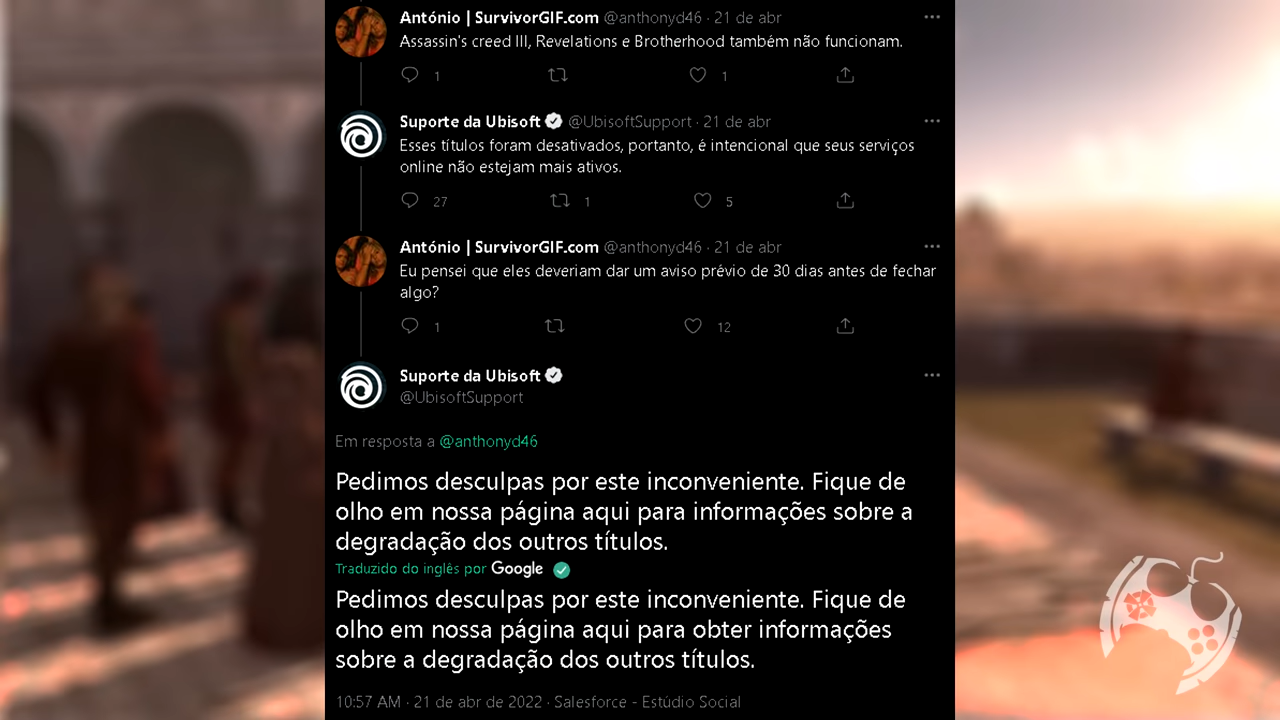 António | SurvivorGIF.com @anthonyd46 · 21 de abr
Assassin's creed III, Revelations e Brotherhood também não funcionam.
1 1
Suporte da Ubisoft @UbisoftSupport · 21 de abr
Esses títulos foram desativados, portanto, é intencional que seus serviços
online não estejam mais ativos.
27 1 5
António | SurvivorGIF.com @anthonyd46 · 21 de abr
Eu pensei que eles deveriam dar um aviso prévio de 30 dias antes de fechar
algo?
1 12
Suporte da Ubisoft
@UbisoftSupport
Em resposta a @anthonyd46
Pedimos desculpas por este inconveniente. Fique de
olho em nossa página aqui para informações sobre a
degradação dos outros títulos.
Traduzido do inglês por Google
Pedimos desculpas por este inconveniente. Fique de
olho em nossa página aqui para obter informações
sobre a degradação dos outros títulos.
10:57 AM · 21 de abr de 2022 · Salesforce - Estúdio Social